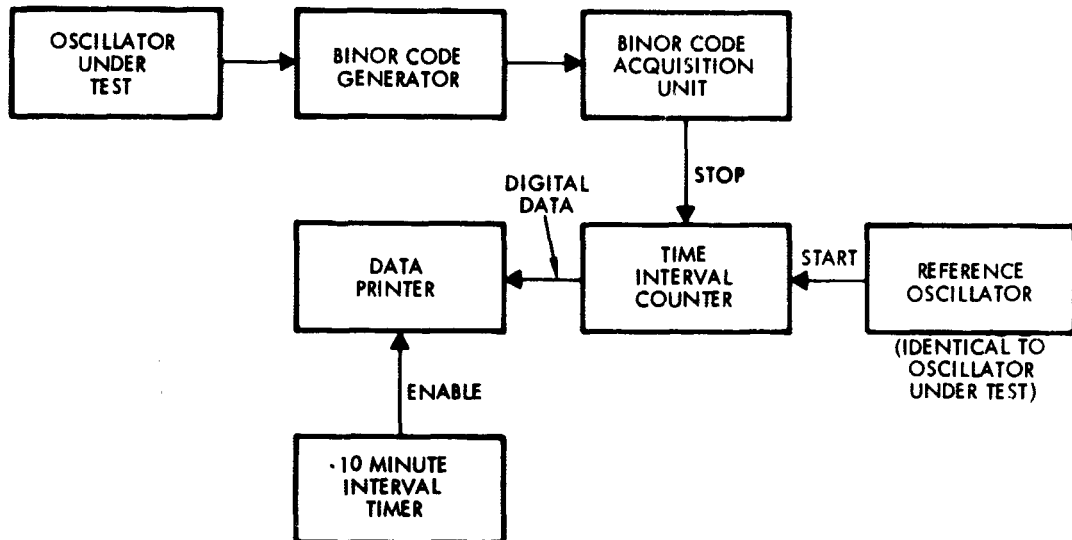 OSCILLATOR
UNDER
TEST
BINOR CODE
GENERATOR
BINOR CODE
ACQUISITION
UNIT
STOP
DIGITAL
DATA
DATA
PRINTER
TIME
INTERVAL
COUNTER
START
REFERENCE
OSCILLATOR
(IDENTICAL TO
OSCILLATOR
UNDER TEST)
ENABLE
10 MINUTE
INTERVAL
TIMER